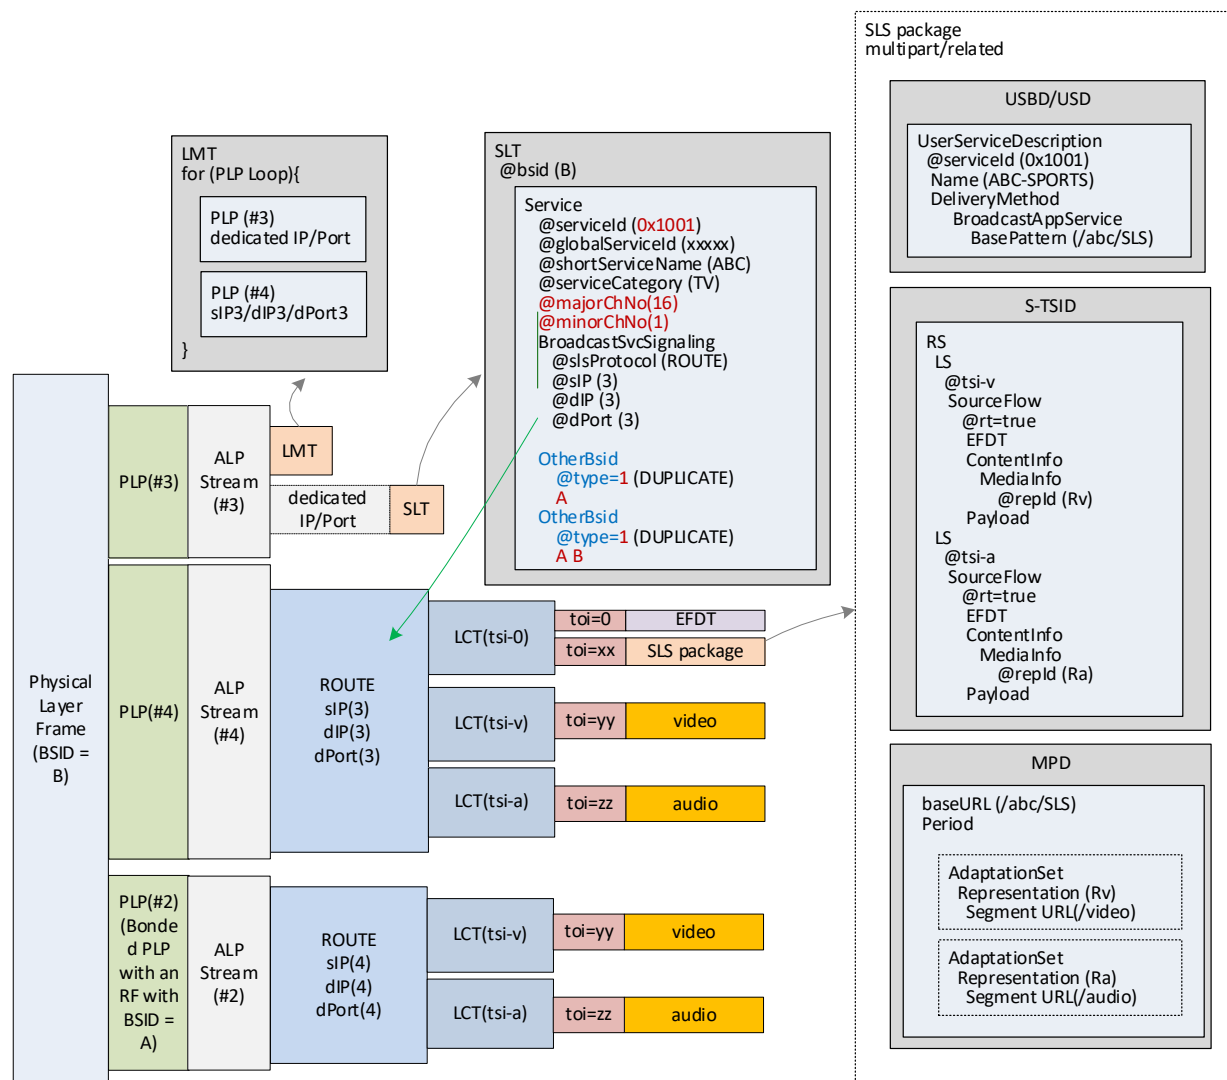 SLS package
multipart/related
USBD/USD
UserServiceDescription
@serviceId (0x1001)
Name (ABC-SPORTS)
DeliveryMethod
BroadcastAppService
BasePattern (/abc/SLS)
S-TSID
RS
LS
@tsi-v
SourceFlow
@rt=true
EFDT
ContentInfo
MediaInfo
@repId (Rv)
Payload
LS
@tsi-a
SourceFlow
@rt=true
EFDT
ContentInfo
MediaInfo
@repId (Ra)
Payload
MPD
baseURL (/abc/SLS)
Period
AdaptationSet
Representation (Rv)
Segment URL(/video)
AdaptationSet
Representation (Ra)
Segment URL(/audio)
LMT
for (PLP Loop){
PLP (#3)
dedicated IP/Port
PLP (#4)
sIP3/dIP3/dPort3
}
SLT
@bsid (B)
Service
@serviceId (0x1001)
@globalServiceId (xxxxx)
@shortServiceName (ABC)
@serviceCategory (TV)
@majorChNo(16)
@minorChNo(1)
BroadcastSvcSignaling
@slsProtocol (ROUTE)
@sIP (3)
@dIP (3)
@dPort (3)
OtherBsid
@type=1 (DUPLICATE)
A
OtherBsid
@type=1 (DUPLICATE)
A B
Physical
Layer
Frame
(BSID =
B)
PLP(#3)
ALP
Stream
(#3)
LMT
dedicated
IP/Port
SLT
PLP(#4)
ALP
Stream
(#4)
ROUTE
sIP(3)
dIP(3)
dPort(3)
LCT(tsi-0)
toi=0
EFDT
toi=xx
SLS package
LCT(tsi-v)
toi=yy
video
LCT(tsi-a)
toi=zz
audio
PLP(#2)
(Bonde
d PLP
with an
RF with
BSID =
A)
ALP
Stream
(#2)
ROUTE
sIP(4)
dIP(4)
dPort(4)
LCT(tsi-v)
toi=yy
video
LCT(tsi-a)
toi=zz
audio